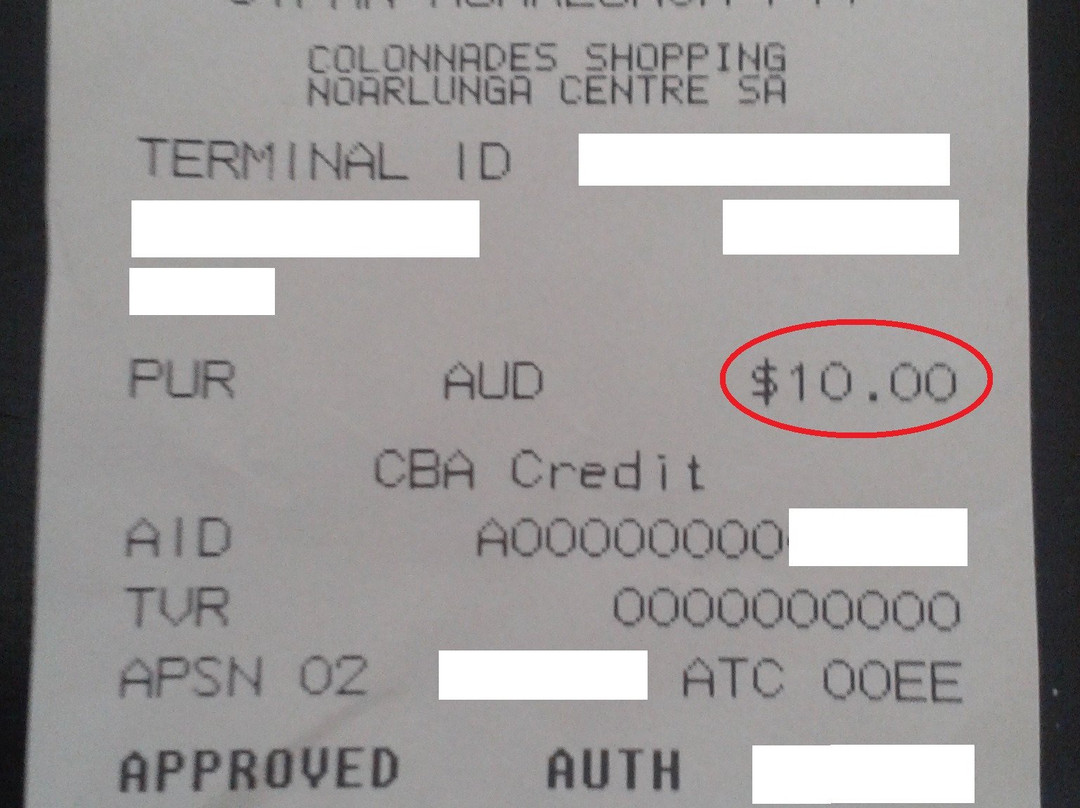 COLONNADES SHOPPING
NOARLUNGA CENTRE SA
TERMINAL ID
PUR AUD $10.00
CBA Credit
AID A000000000
TVR 0000000000
APSN 02 ATC 00EE
APPROVED AUTH